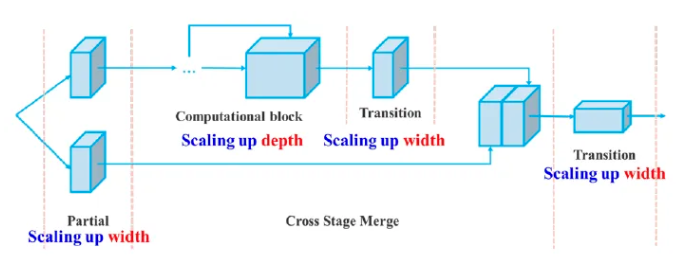 ...
Computational block
Transition
Scaling up depth
Scaling up width
Transition
Scaling up width
Partial
Cross Stage Merge
Scaling up width